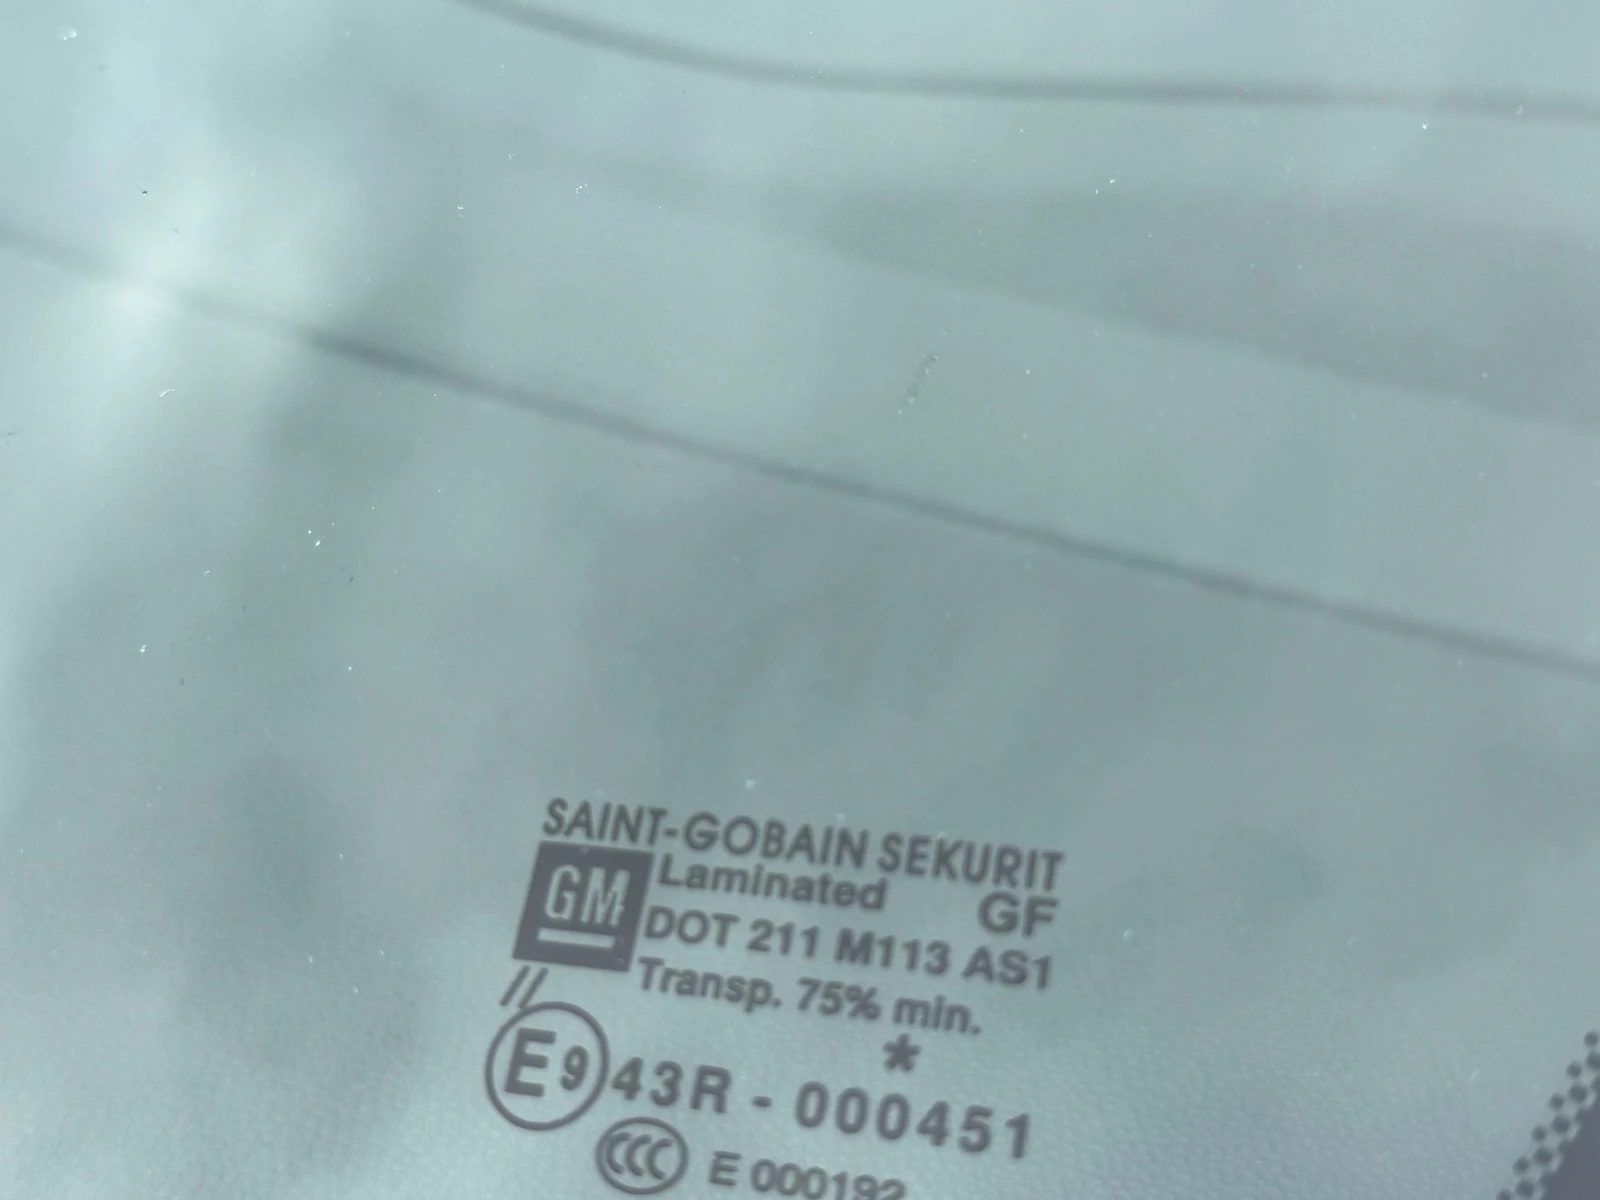 SAINT-GOBAIN SEKURIT
GM Laminated GF
DOT 211 M113 AS1
Transp. 75% min.
//
*
E9 43R - 000451
CCC E 000192